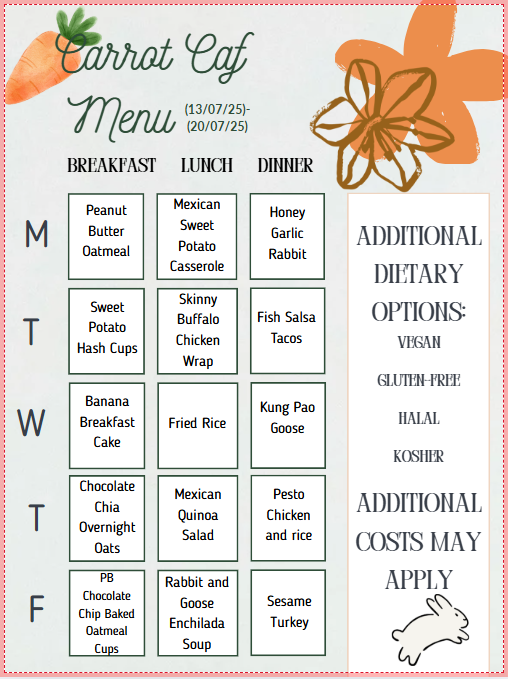 Carrot Caf
Menu
(13/07/25)-
(20/07/25)
BREAKFAST LUNCH DINNER
M
Peanut
Butter
Oatmeal
Mexican
Sweet
Potato
Casserole
Honey
Garlic
Rabbit
T
Sweet
Potato
Hash Cups
Skinny
Buffalo
Chicken
Wrap
Fish Salsa
Tacos
W
Banana
Breakfast
Cake
Fried Rice
Kung Pao
Goose
T
Chocolate
Chia
Overnight
Oats
Mexican
Quinoa
Salad
Pesto
Chicken
and rice
F
PB
Chocolate
Chip Baked
Oatmeal
Cups
Rabbit and
Goose
Enchilada
Soup
Sesame
Turkey
ADDITIONAL
DIETARY
OPTIONS:
VEGAN
GLUTEN-FREE
HALAL
KOSHER
ADDITIONAL
COSTS MAY
APPLY